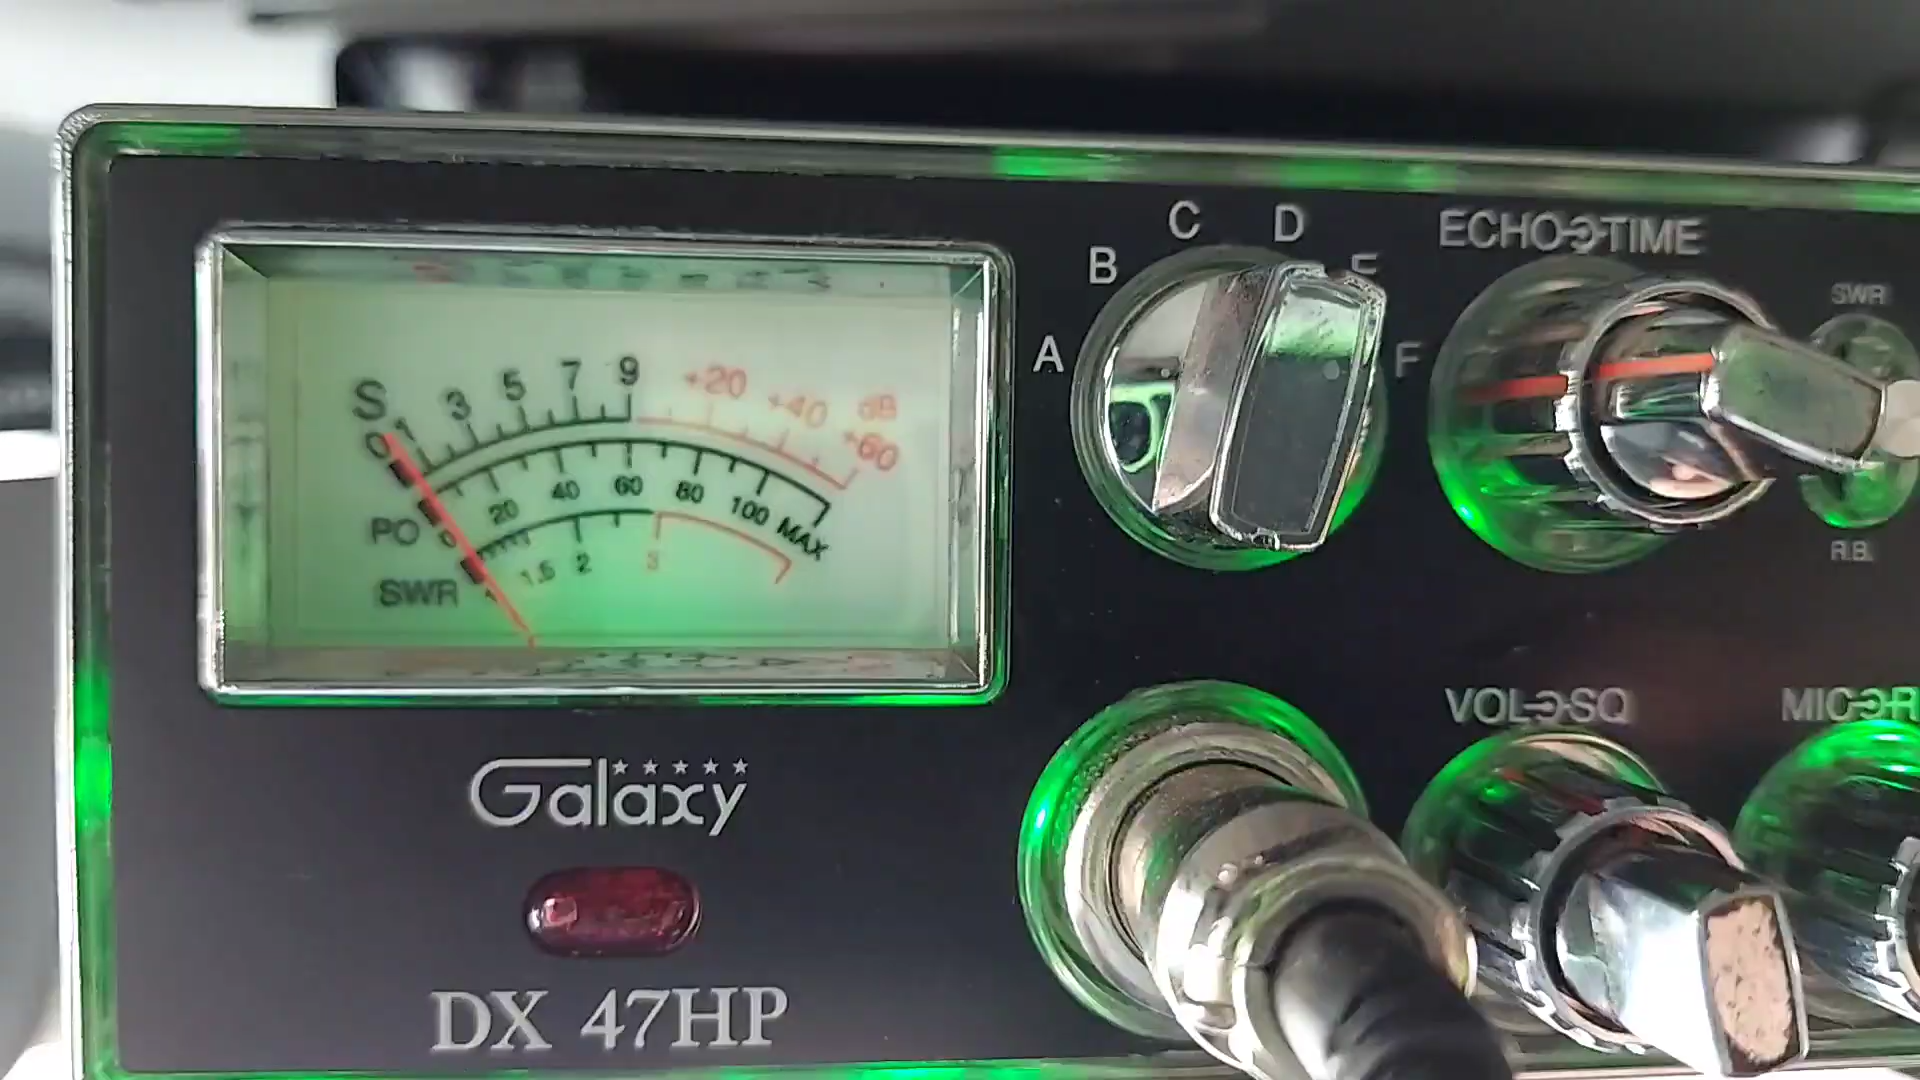 S 0 1 3 5 7 9 +20 +40 +60 dB
PO 0 20 40 60 80 100 MAX
SWR 1.5 2 3
A B C D E F
ECHO TIME
SWR
R.B.
VOL SQ
MIC R
Galaxy
DX 47HP